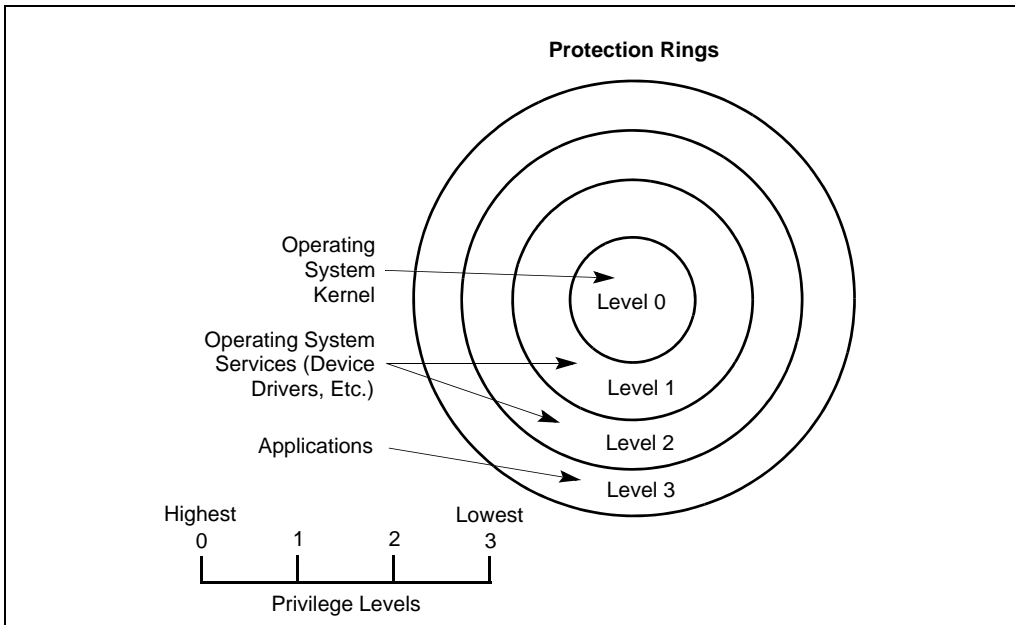 Protection Rings
Operating
System
Kernel
Level 0
Operating System
Services (Device
Drivers, Etc.)
Level 1
Level 2
Applications
Level 3
Highest
Lowest
0
1
2
3
Privilege Levels